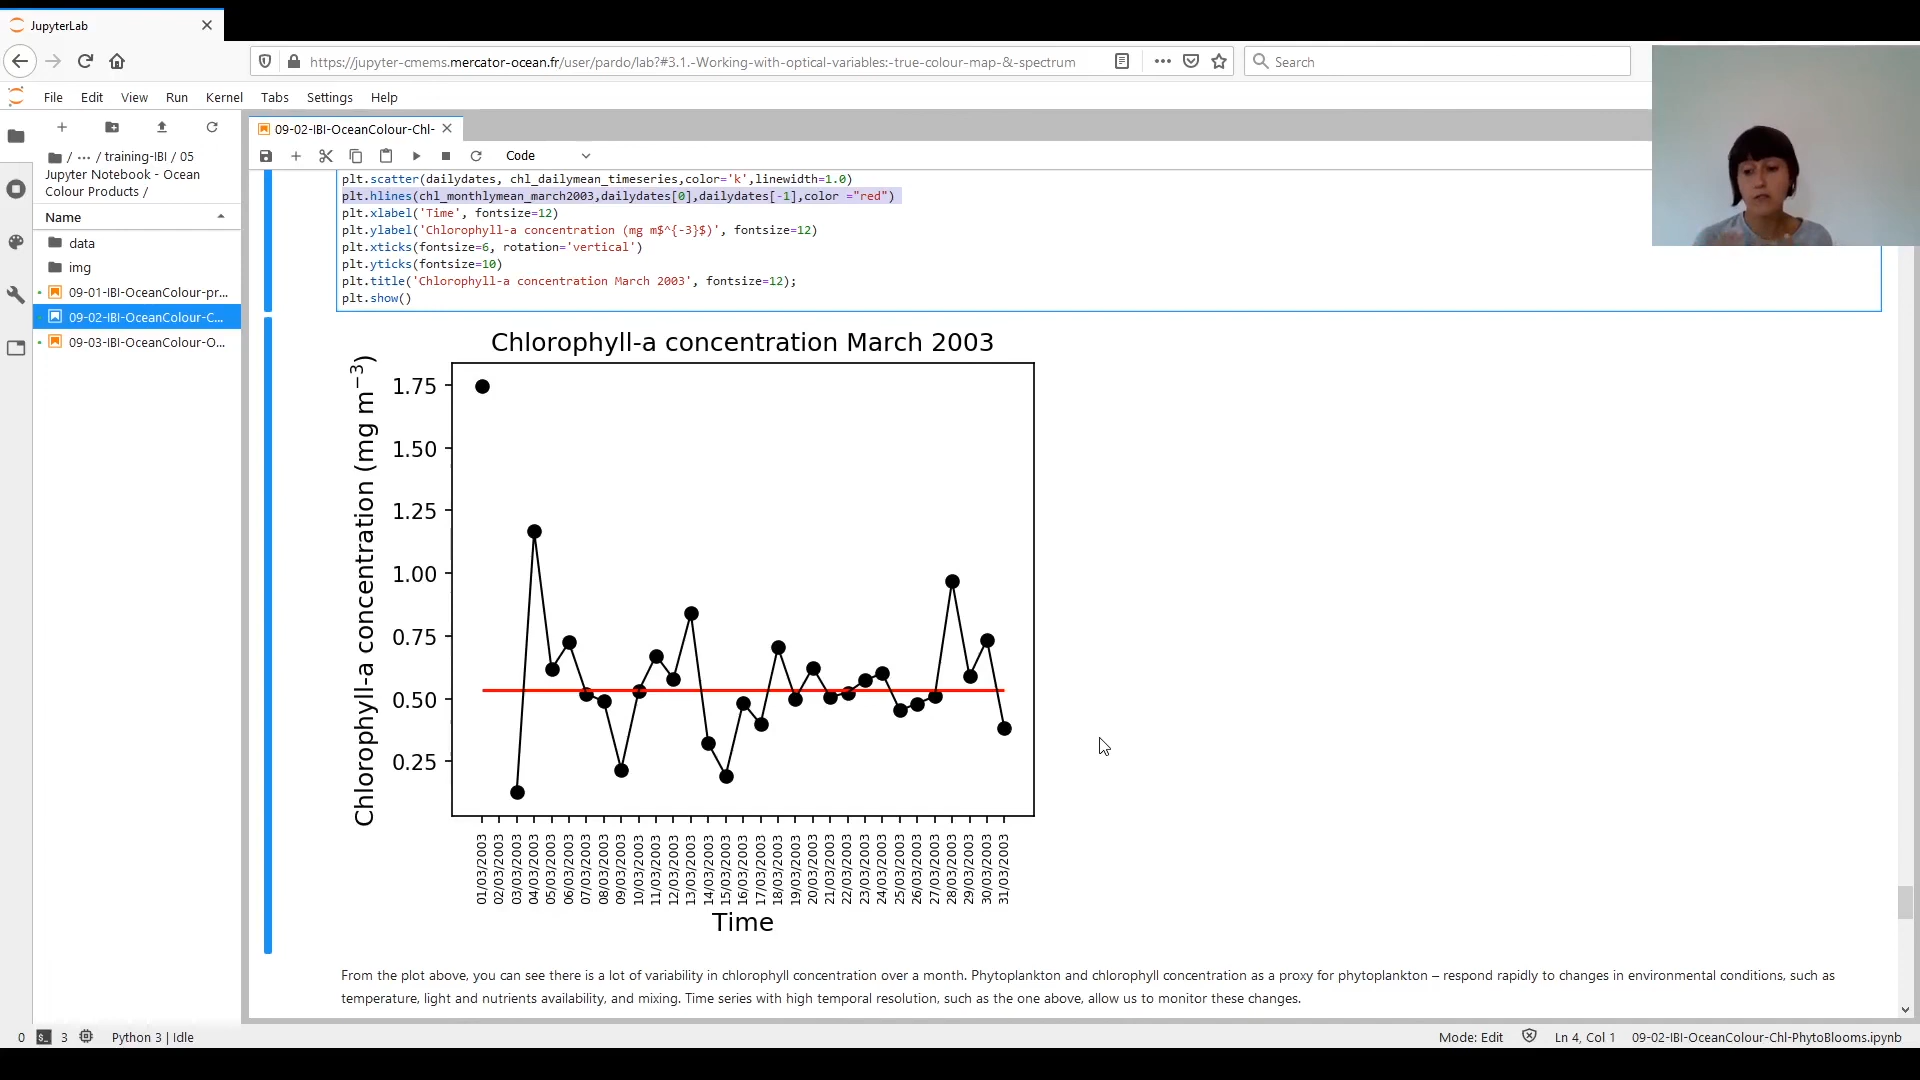 JupyterLab
https://jupyter-cmems.mercator-ocean.fr/user/pardo/lab?#3.1.-Working-with-optical-variables:-true-colour-map-&-spectrum
Search
File Edit View Run Kernel Tabs Settings Help
09-02-IBI-OceanColour-Chl-
Code
/ ··· / training-IBI / 05
Jupyter Notebook - Ocean
Colour Products /
Name
data
img
09-01-IBI-OceanColour-pr...
09-02-IBI-OceanColour-C...
09-03-IBI-OceanColour-O...
plt.scatter(dailydates, chl_dailymean_timeseries,color='k',linewidth=1.0)
plt.hlines(chl_monthlymean_march2003,dailydates[0],dailydates[-1],color ="red")
plt.xlabel('Time', fontsize=12)
plt.ylabel('Chlorophyll-a concentration (mg m$^{-3}$)', fontsize=12)
plt.xticks(fontsize=6, rotation='vertical')
plt.yticks(fontsize=10)
plt.title('Chlorophyll-a concentration March 2003', fontsize=12);
plt.show()
Chlorophyll-a concentration March 2003
Chlorophyll-a concentration (mg m⁻³)
1.75
1.50
1.25
1.00
0.75
0.50
0.25
01/03/2003
02/03/2003
03/03/2003
04/03/2003
05/03/2003
06/03/2003
07/03/2003
08/03/2003
09/03/2003
10/03/2003
11/03/2003
12/03/2003
13/03/2003
14/03/2003
15/03/2003
16/03/2003
17/03/2003
18/03/2003
19/03/2003
20/03/2003
21/03/2003
22/03/2003
23/03/2003
24/03/2003
25/03/2003
26/03/2003
27/03/2003
28/03/2003
29/03/2003
30/03/2003
31/03/2003
Time
From the plot above, you can see there is a lot of variability in chlorophyll concentration over a month. Phytoplankton and chlorophyll concentration as a proxy for phytoplankton – respond rapidly to changes in environmental conditions, such as
temperature, light and nutrients availability, and mixing. Time series with high temporal resolution, such as the one above, allow us to monitor these changes.
0 3 Python 3 | Idle
Mode: Edit Ln 4, Col 1 09-02-IBI-OceanColour-Chl-PhytoBlooms.ipynb